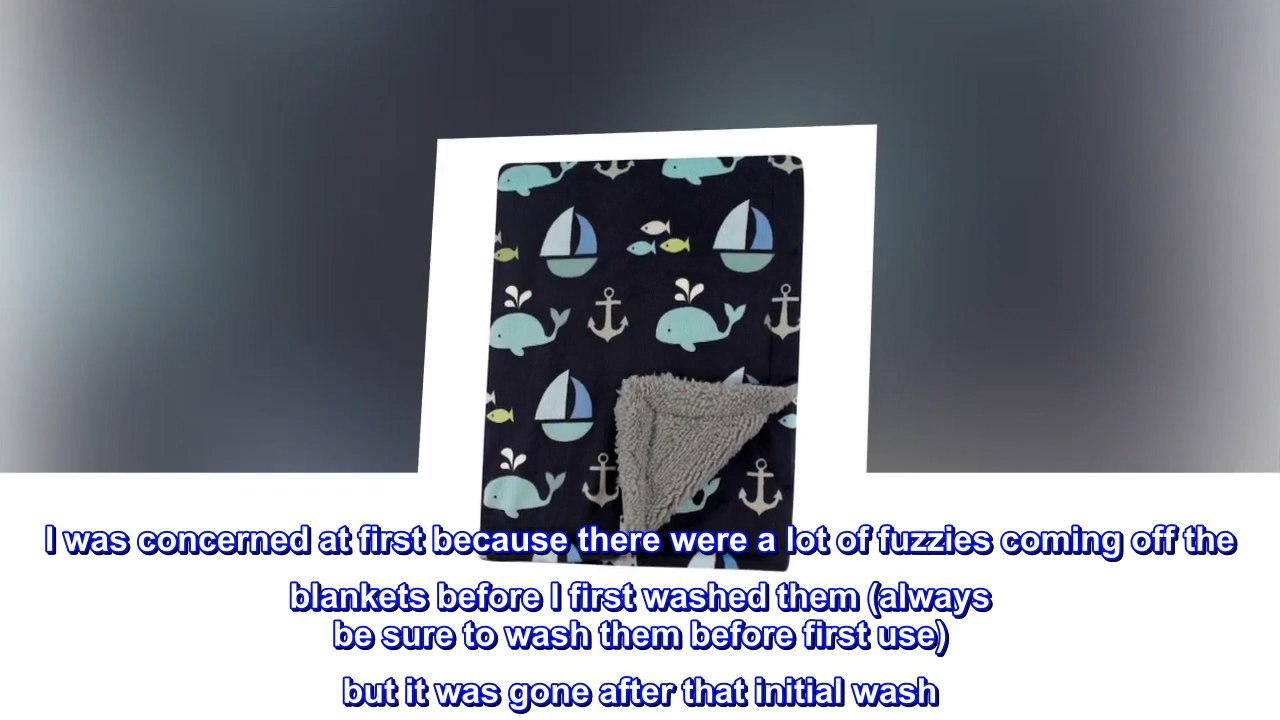 I was concerned at first because there were a lot of fuzzies coming off the
blankets before I first washed them (always
be sure to wash them before first use)
but it was gone after that initial wash